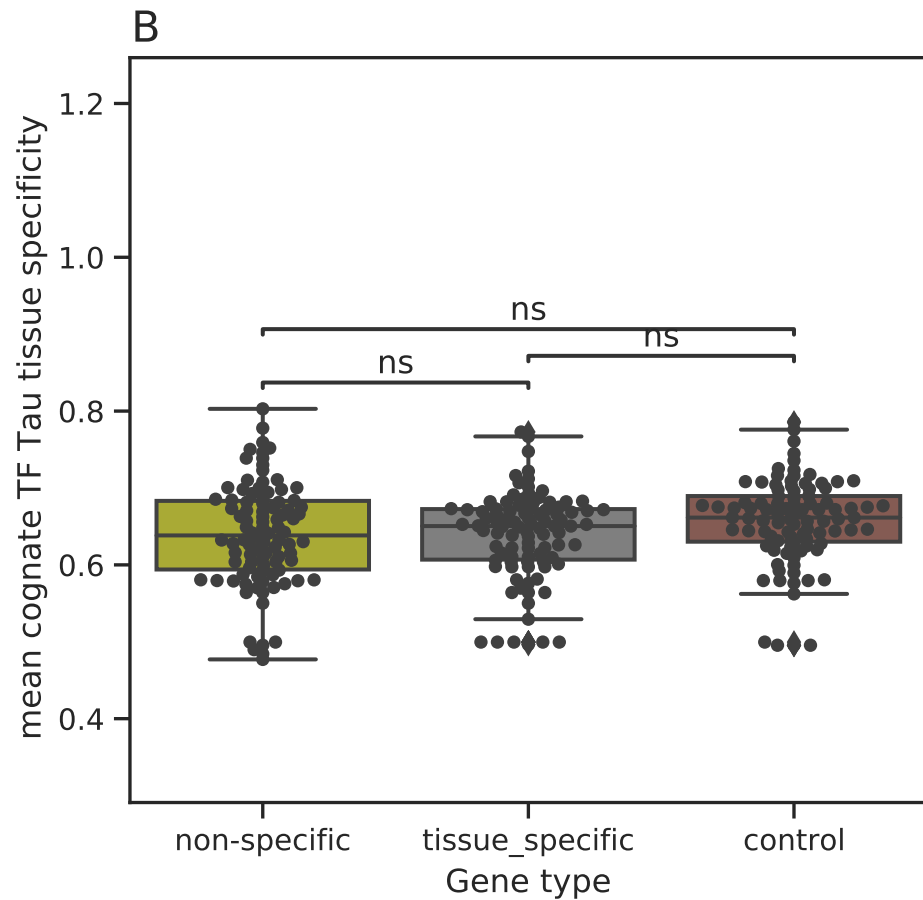 B
mean cognate TF Tau tissue specificity
1.2
1.0
0.8
0.6
0.4
ns
ns
ns
non-specific
tissue_specific
control
Gene type